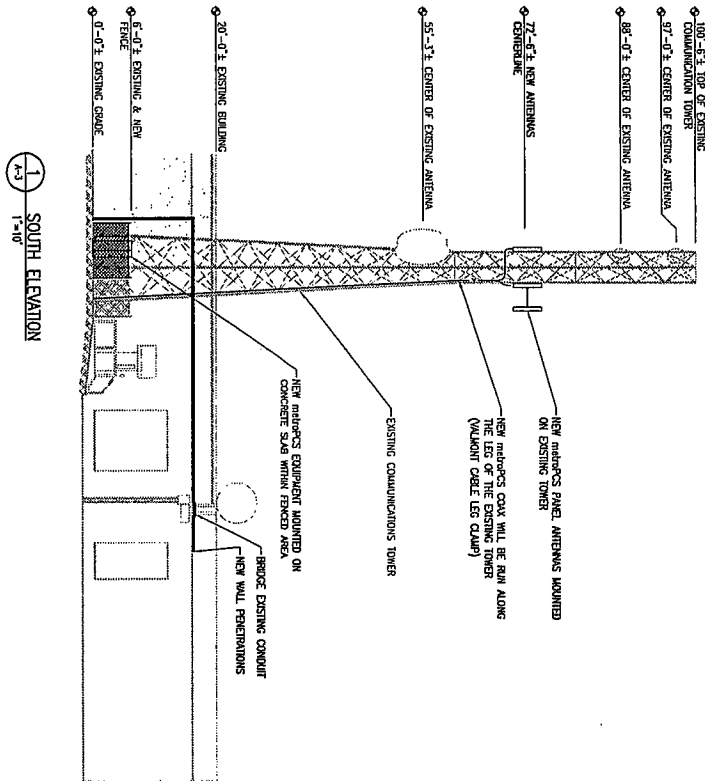 100'-6"± TOP OF EXISTING
COMMUNICATION TOWER
97'-0"± CENTER OF EXISTING ANTENNA
88'-0"± CENTER OF EXISTING ANTENNA
72'-6"± NEW ANTENNAS
CENTERLINE
55'-3"± CENTER OF EXISTING ANTENNA
20'-0"± EXISTING BUILDING
6'-0"± EXISTING & NEW
FENCE
0'-0"± EXISTING GRADE
NEW metroPCS PANEL ANTENNAS MOUNTED
ON EXISTING TOWER
NEW metroPCS COAX WILL BE RUN ALONG
THE LEG OF THE EXISTING TOWER
(VALMONT CABLE LEG CLAMP)
EXISTING COMMUNICATIONS TOWER
NEW metroPCS EQUIPMENT MOUNTED ON
CONCRETE SLAB WITHIN FENCED AREA
BRIDGE EXISTING CONDUIT
NEW WALL PENETRATIONS
1
A-3
SOUTH ELEVATION
1"=10'